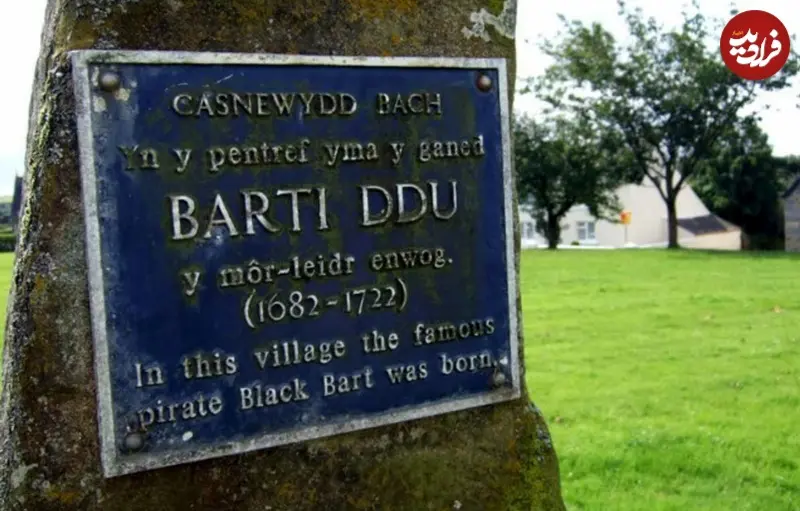 CASNEWYDD BACH
Yn y pentref yma y ganed
BARTI DDU
y môr-leidr enwog.
(1682-1722)
In this village the famous
pirate Black Bart was born.
فرادید